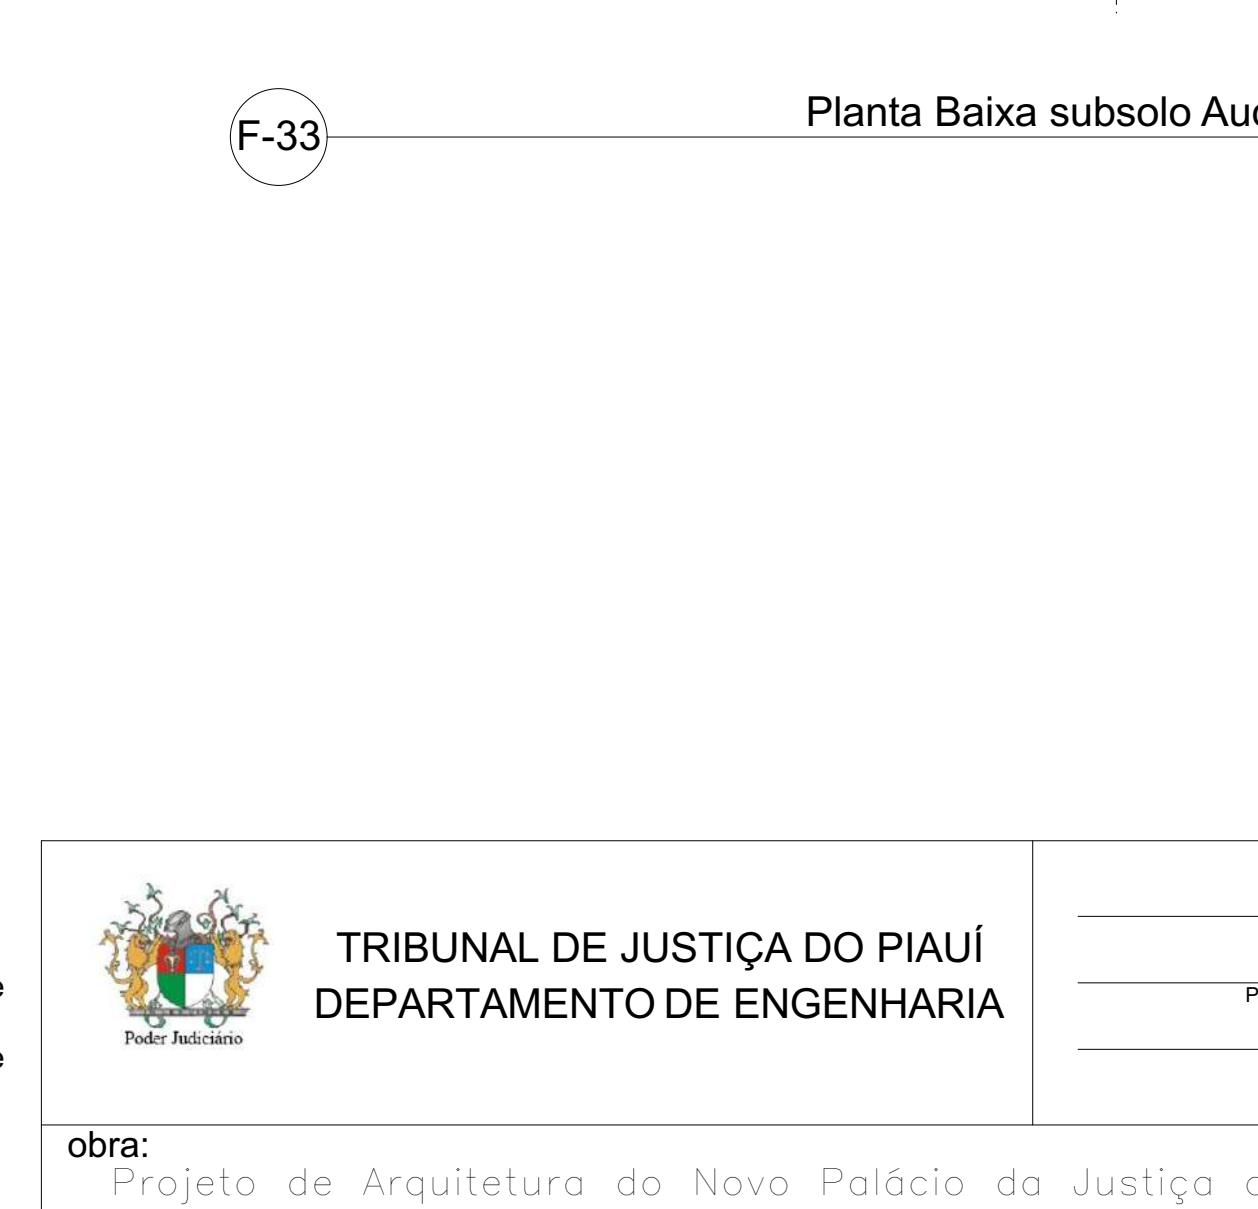 F-33
Planta Baixa subsolo
TRIBUNAL DE JUSTIÇA DO PIAUÍ
DEPARTAMENTO DE ENGENHARIA
Poder Judiciário
obra:
Projeto de Arquitetura do Novo Palácio da Justiça